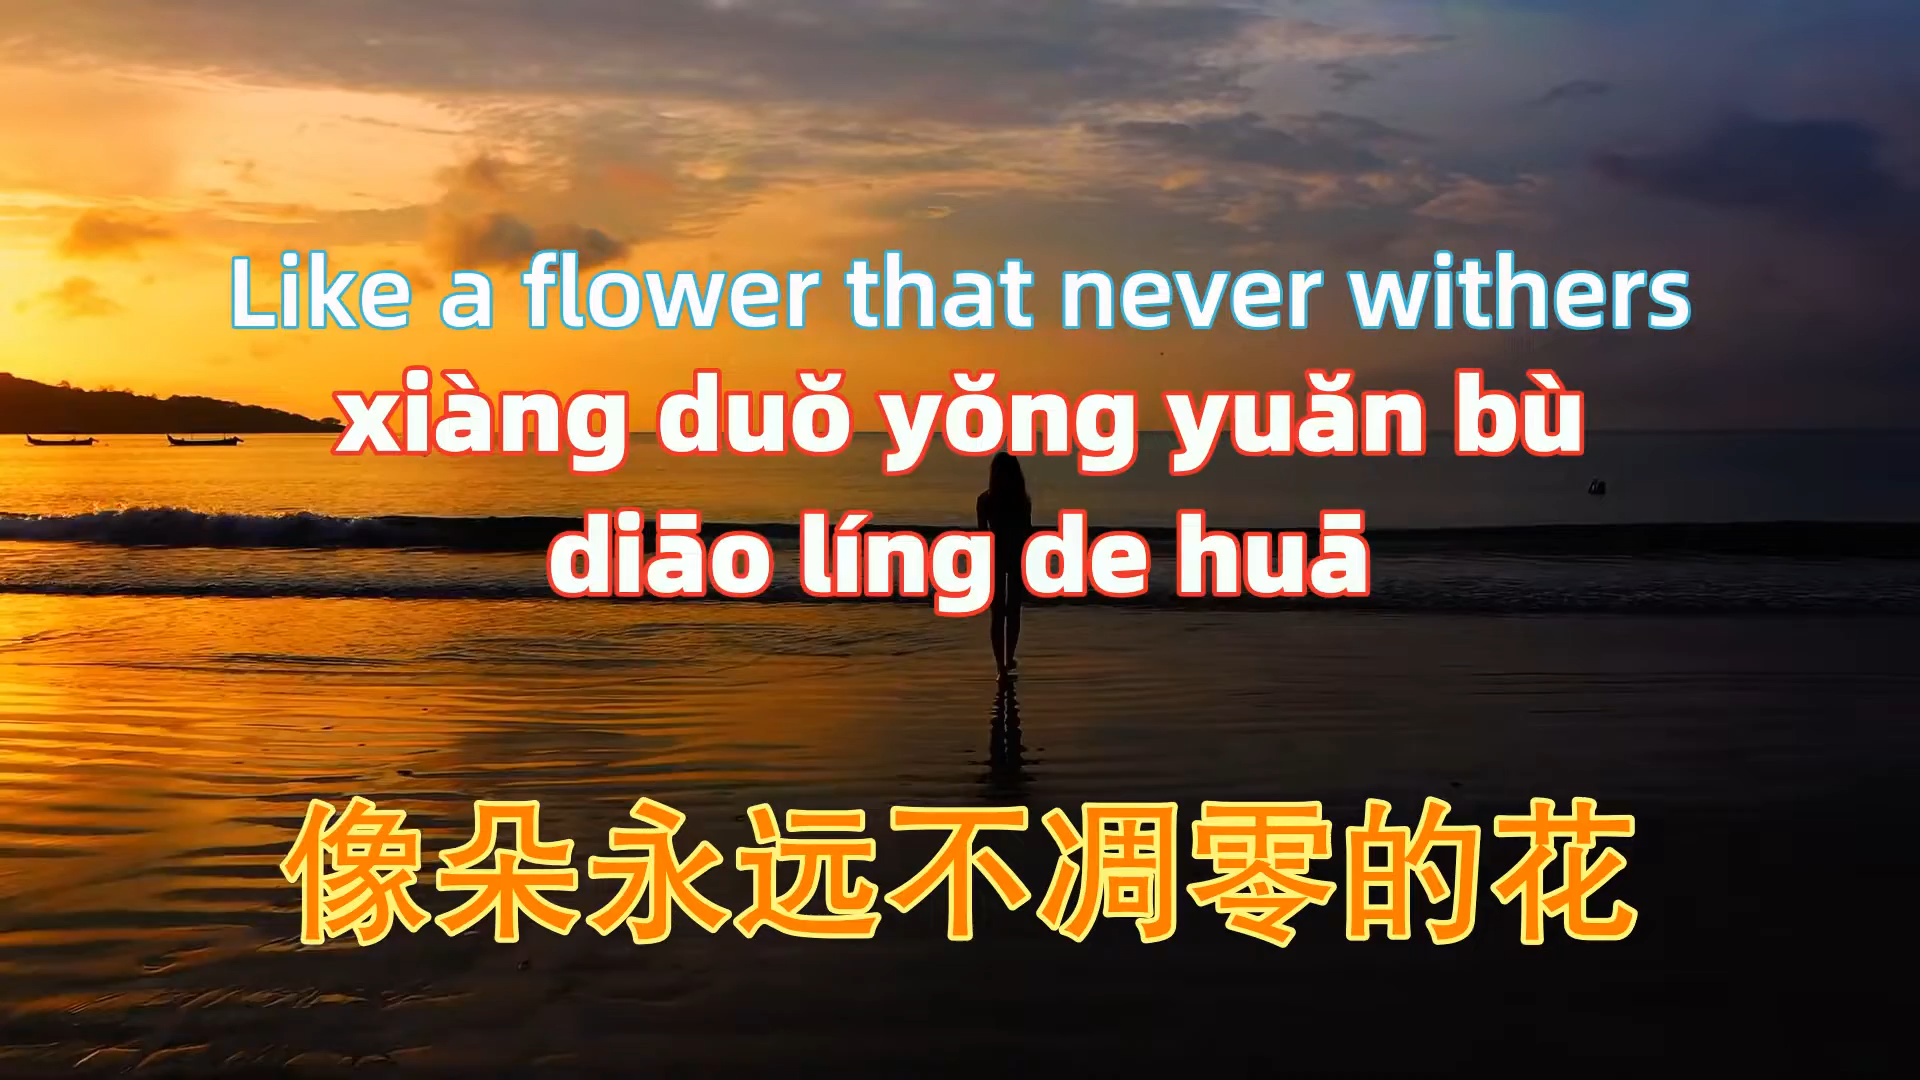 Like a flower that never withers
xiàng duǒ yǒng yuǎn bù
diāo líng de huā
像朵永远不凋零的花